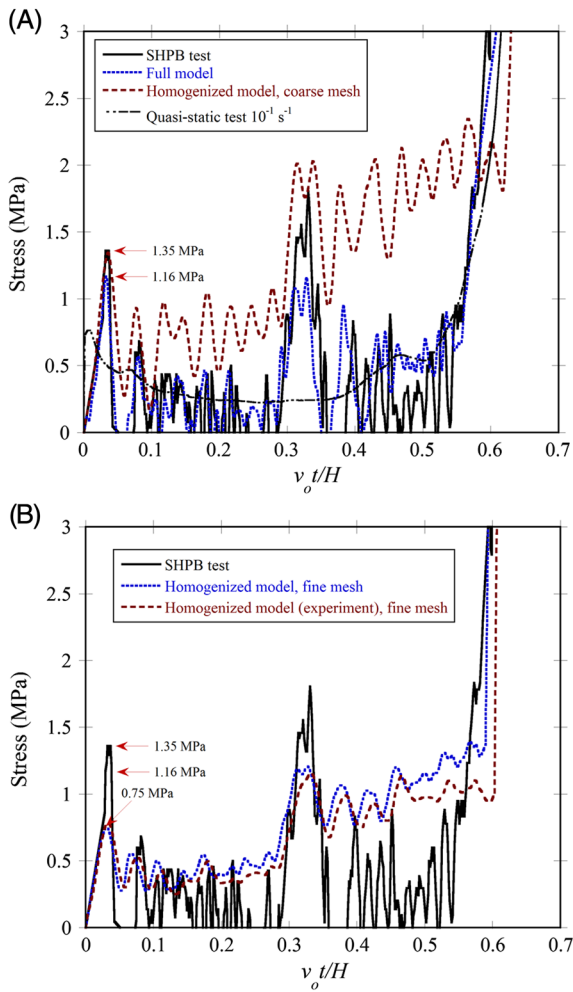 (A)
3
2.5
2
1.5
1
0.5
0
Stress (MPa)
SHPB test
Full model
Homogenized model, coarse mesh
Quasi-static test 10⁻¹ s⁻¹
1.35 MPa
1.16 MPa
0 0.1 0.2 0.3 0.4 0.5 0.6 0.7
vₒt/H
(B)
3
2.5
2
1.5
1
0.5
0
Stress (MPa)
SHPB test
Homogenized model, fine mesh
Homogenized model (experiment), fine mesh
1.35 MPa
1.16 MPa
0.75 MPa
0 0.1 0.2 0.3 0.4 0.5 0.6 0.7
vₒt/H